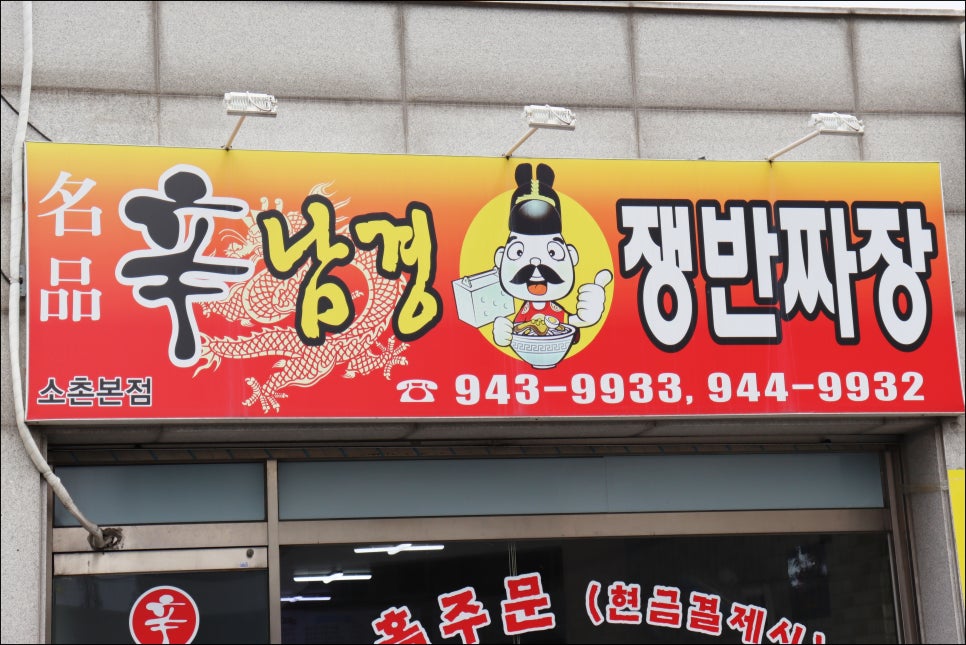 名品
辛남경 쟁반짜장
소촌본점
☎ 943-9933, 944-9932
辛
홀주문 (현금결제시)